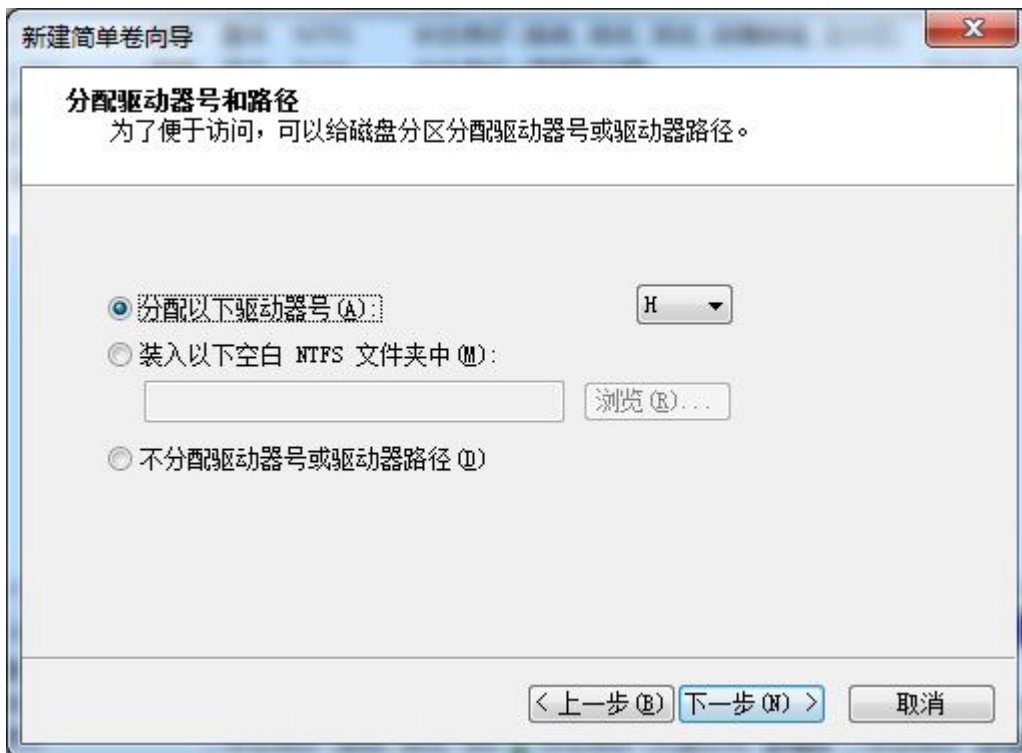 新建简单卷向导
分配驱动器号和路径
为了便于访问，可以给磁盘分区分配驱动器号或驱动器路径。
分配以下驱动器号(A): H
装入以下空白 NTFS 文件夹中(M):
浏览(R)...
不分配驱动器号或驱动器路径(D)
< 上一步(B) 下一步(N) > 取消